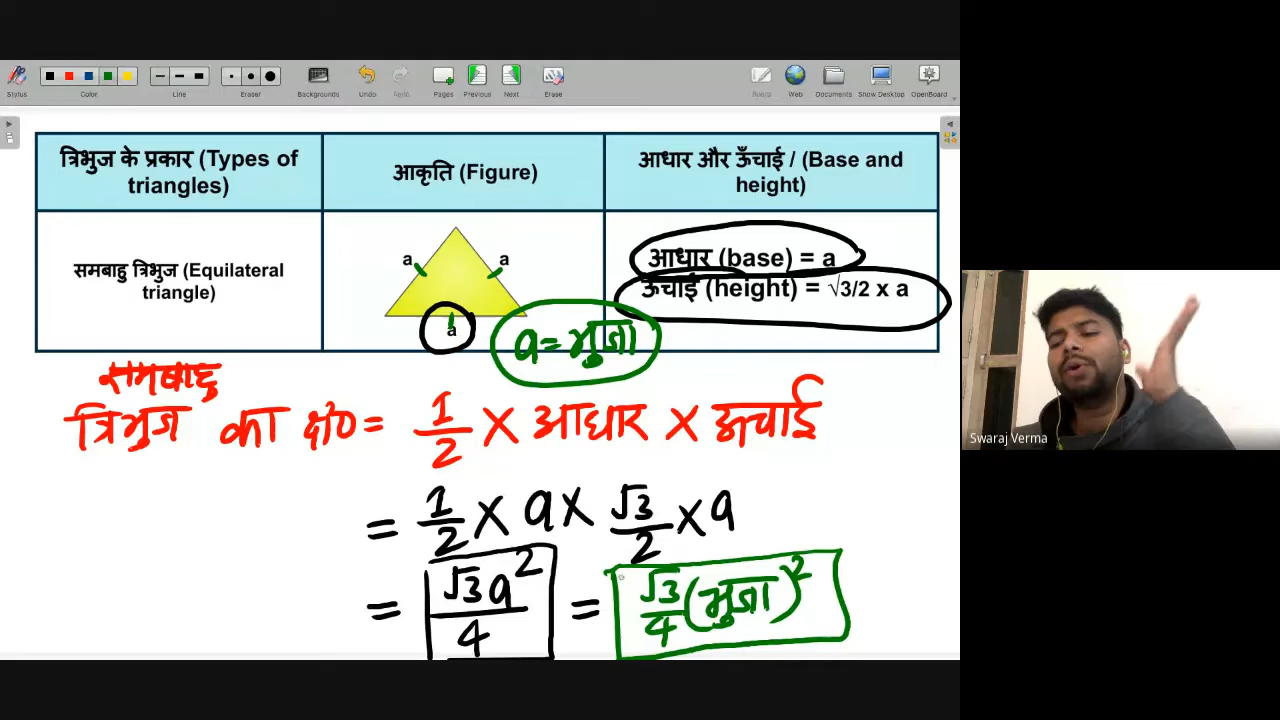 Stylus
Color
Line
Eraser
Backgrounds
Undo
Redo
Pages
Previous
Next
Erase
Board
Web
Documents
Show Desktop
OpenBoard
त्रिभुज के प्रकार (Types of triangles)
आकृति (Figure)
आधार और ऊँचाई / (Base and height)
समबाहु त्रिभुज (Equilateral triangle)
a
a
a
आधार (base) = a
ऊँचाई (height) = √3/2 x a
a = भुजा
समबाहु
त्रिभुज का क्षे० = 1/2 × आधार × ऊचाई
= 1/2 × a × √3/2 × a
= √3a²/4 = √3/4 (भुजा)²
Swaraj Verma